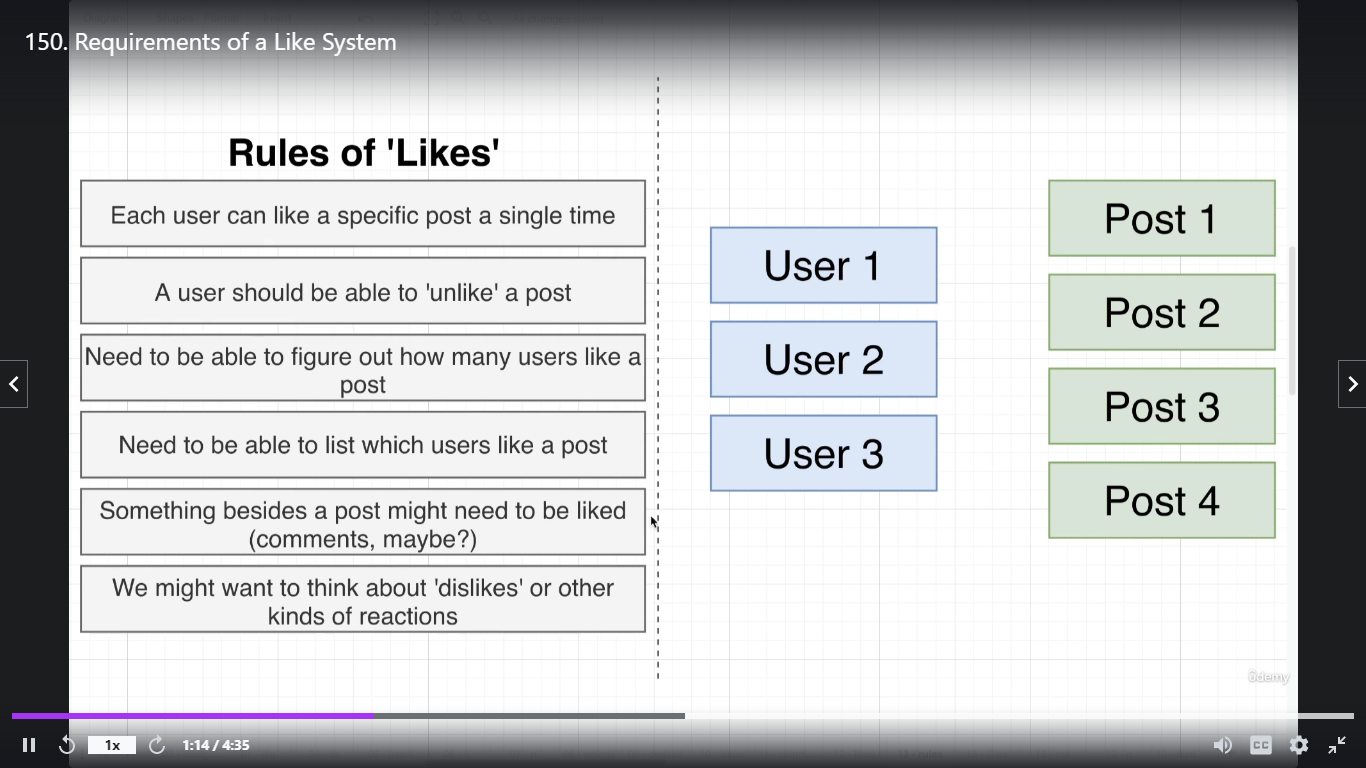 150. Requirements of a Like System
Rules of 'Likes'
Each user can like a specific post a single time
A user should be able to 'unlike' a post
Need to be able to figure out how many users like a
post
Need to be able to list which users like a post
Something besides a post might need to be liked
(comments, maybe?)
We might want to think about 'dislikes' or other
kinds of reactions
User 1
User 2
User 3
Post 1
Post 2
Post 3
Post 4
ûdemy
1x
1:14 / 4:35
CC